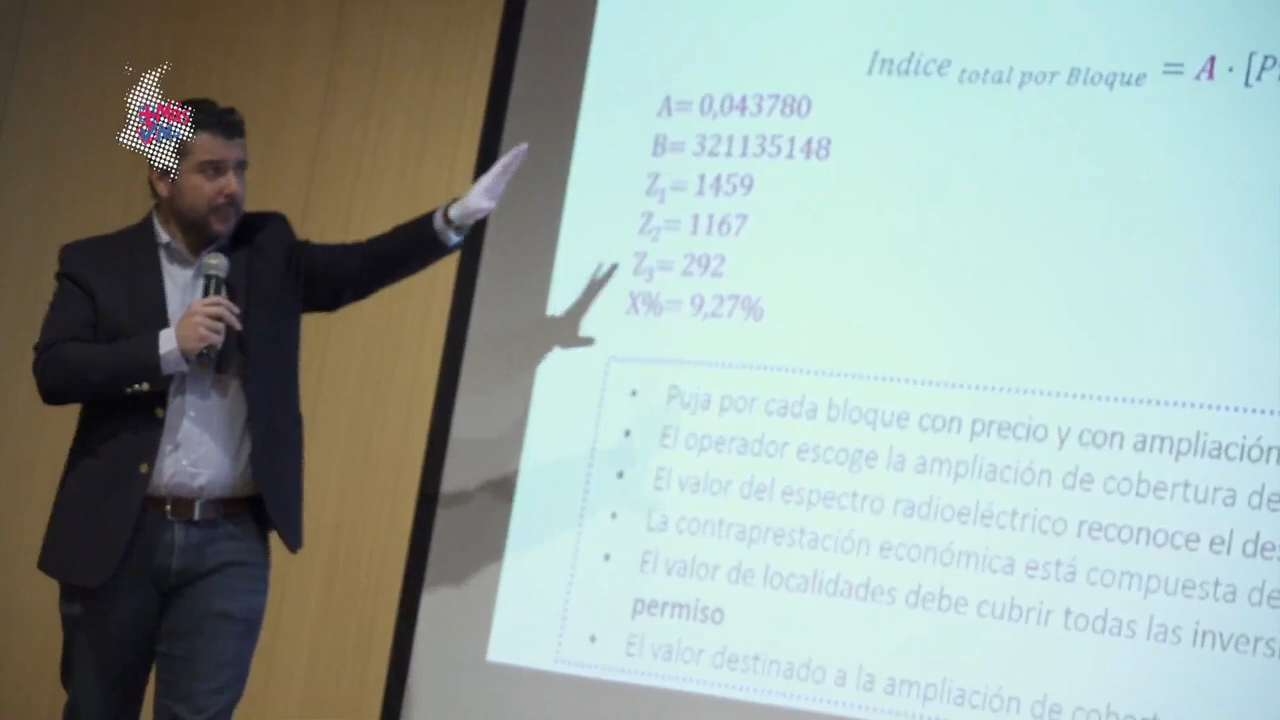 Indice total por Bloque = A · [P
A= 0,043780
B= 321135148
Z1= 1459
Z2= 1167
Z3= 292
X%= 9,27%
• Puja por cada bloque con precio y con ampliación
• El operador escoge la ampliación de cobertura de
• El valor del espectro radioeléctrico reconoce el de
• La contraprestación económica está compuesta de
• El valor de localidades debe cubrir todas las invers
permiso
• El valor destinado a la ampliación de cobert